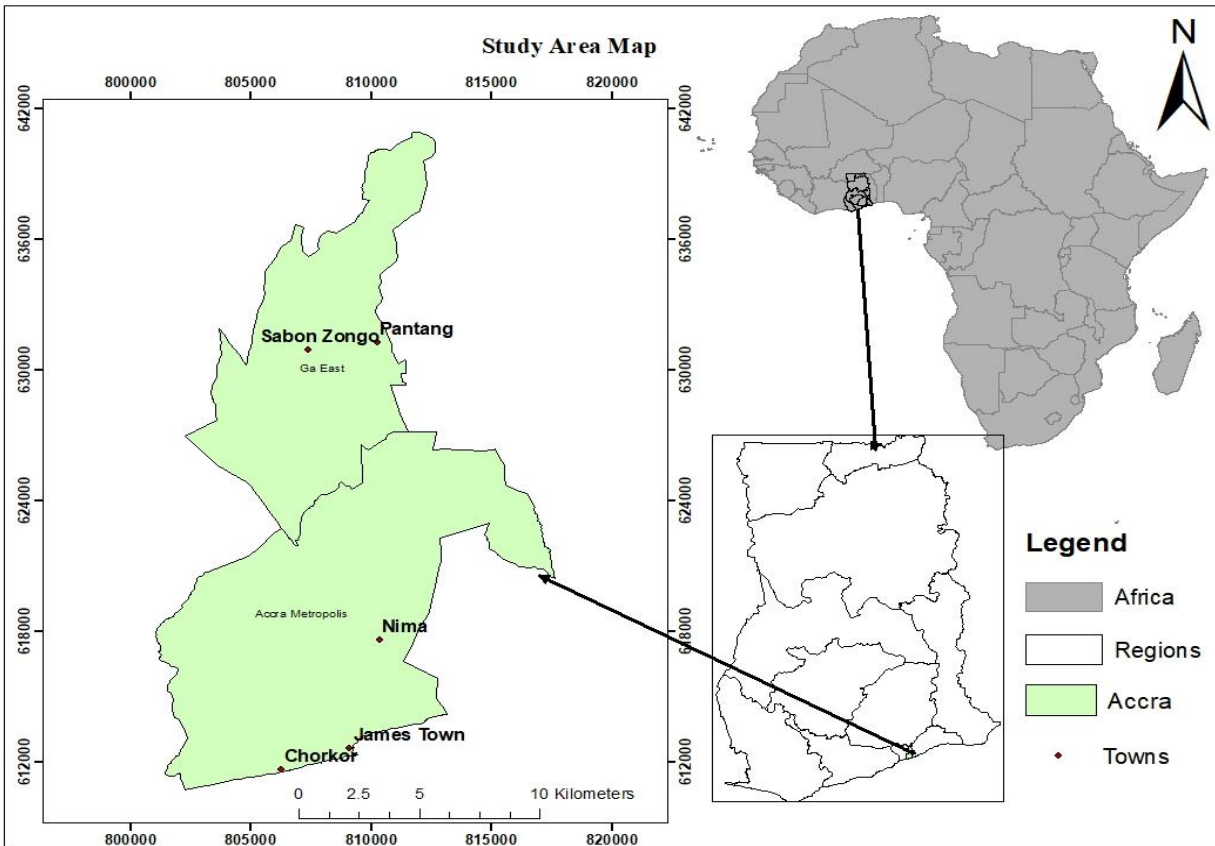 Study Area Map
N
800000 805000 810000 815000 820000
642000
642000
636000
636000
Sabon Zongo
Pantang
Ga East
630000
630000
624000
624000
Accra Metropolis
Nima
618000
618000
James Town
Chorkor
612000
612000
0 2.5 5 10 Kilometers
800000 805000 810000 815000 820000
Legend
Africa
Regions
Accra
Towns